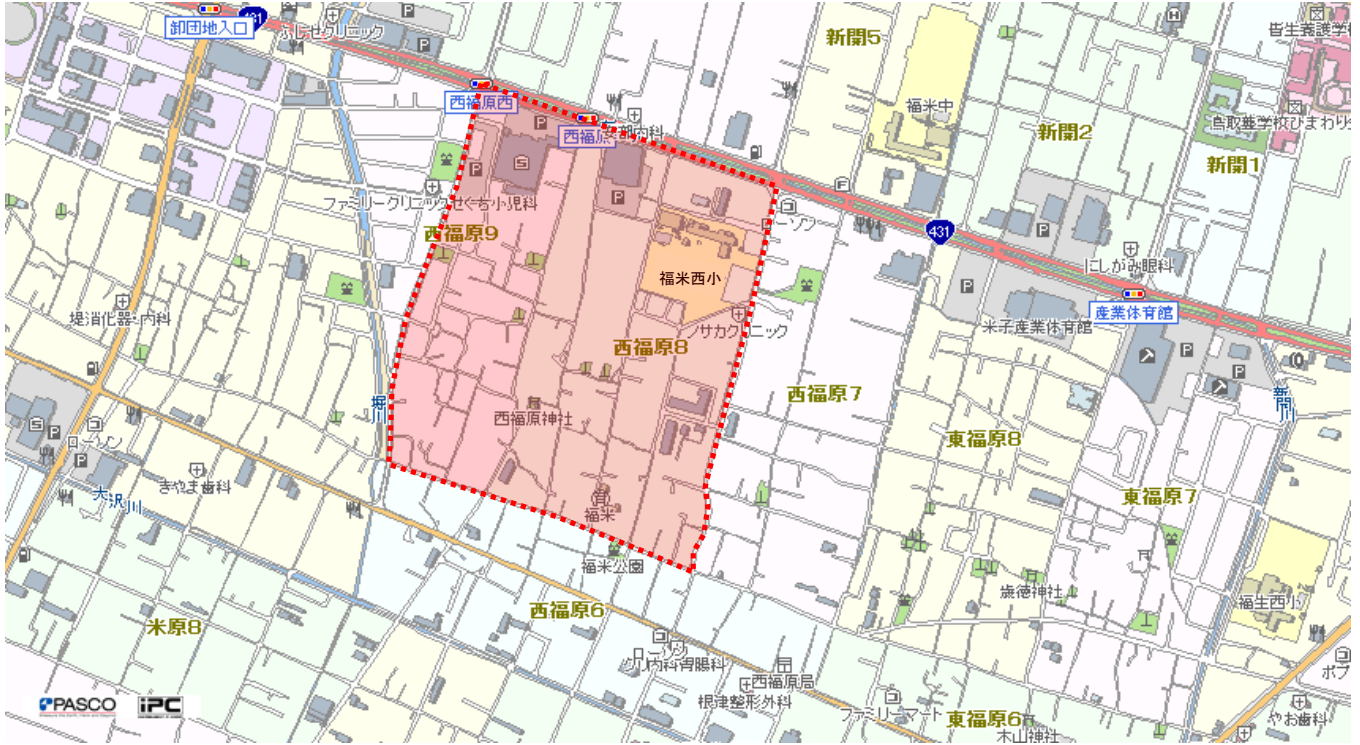 卸団地入口
431
ふじせクリニック
P
P
H
皆生養護学校
新開5
福米中
新開2
鳥取養学校ひまわり分
新開1
西福原西
P
西福原
安部内科
S
P
P
ファミリークリニックせぐち小児科
西福原9
F
ローソン
431
P
にしがみ眼科
福米西小
P
産業体育館
米子産業体育館
P
P
堤消化器・内科
ノサカクリニック
西福原8
西福原7
新開川
堀川
西福原神社
東福原8
S
P
ローソン
P
きやま歯科
大沢川
東福原7
福米
福米公園
歳徳神社
福生西小
西福原6
米原8
ローソン
西福原局
根津整形外科
ファミリーマート
東福原6
木山神社
ポプ
やお歯科
PASCO
iPC